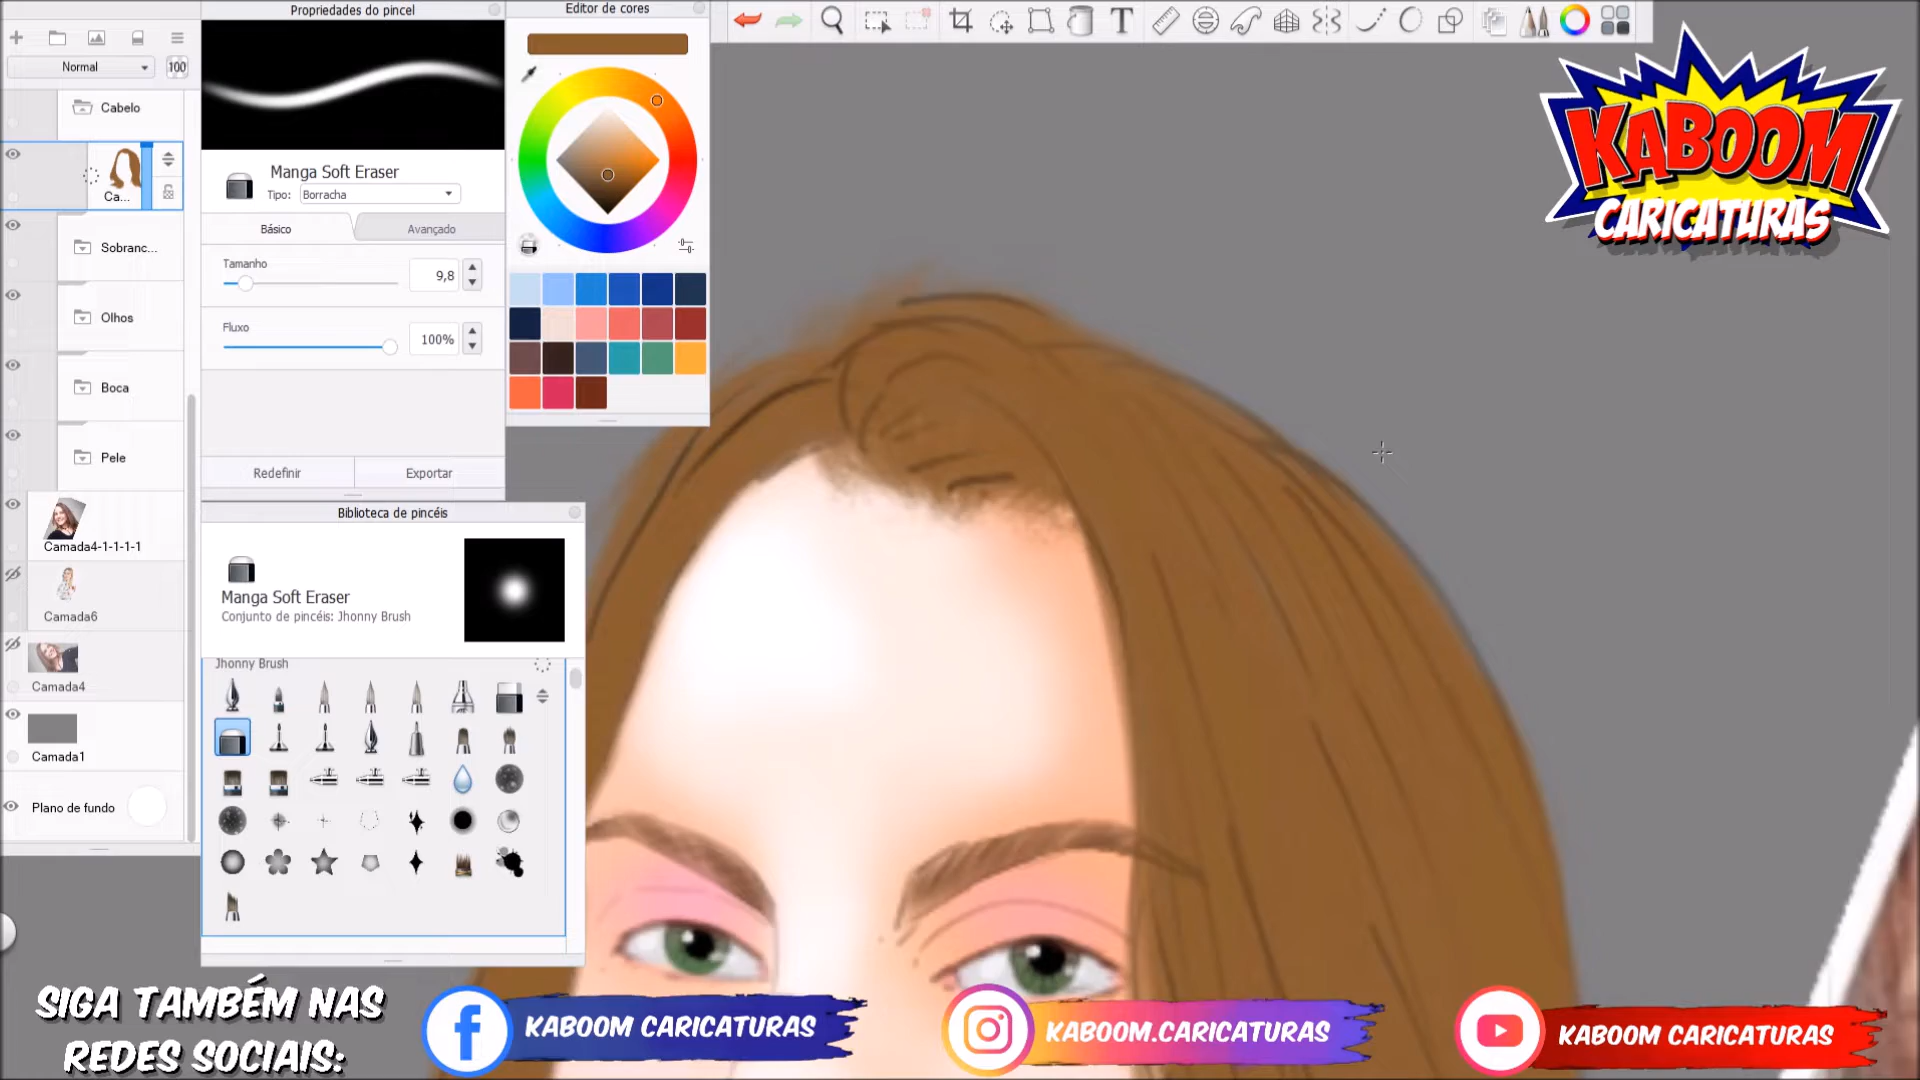 Propriedades do pincel
Editor de cores
Normal
100
Cabelo
Ca...
Sobranc...
Olhos
Boca
Pele
Camada4-1-1-1-1
Camada6
Camada4
Camada1
Plano de fundo
Manga Soft Eraser
Tipo:
Borracha
Básico
Avançado
Tamanho
9,8
Fluxo
100%
Redefinir
Exportar
Biblioteca de pincéis
Manga Soft Eraser
Conjunto de pincéis: Jhonny Brush
Jhonny Brush
T
KABOOM
CARICATURAS
SIGA TAMBÉM NAS
REDES SOCIAIS:
KABOOM CARICATURAS
KABOOM.CARICATURAS
KABOOM CARICATURAS